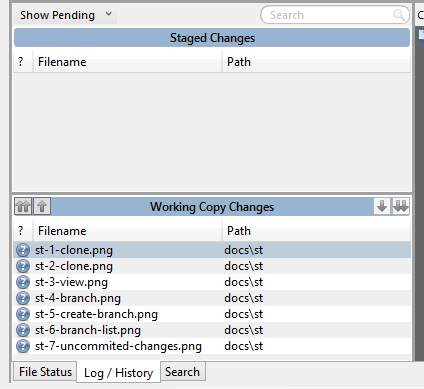 Show Pending
Search
Staged Changes
? Filename Path
Working Copy Changes
? Filename Path
st-1-clone.png docs\st
st-2-clone.png docs\st
st-3-view.png docs\st
st-4-branch.png docs\st
st-5-create-branch.png docs\st
st-6-branch-list.png docs\st
st-7-uncommited-changes.png docs\st
File Status Log / History Search